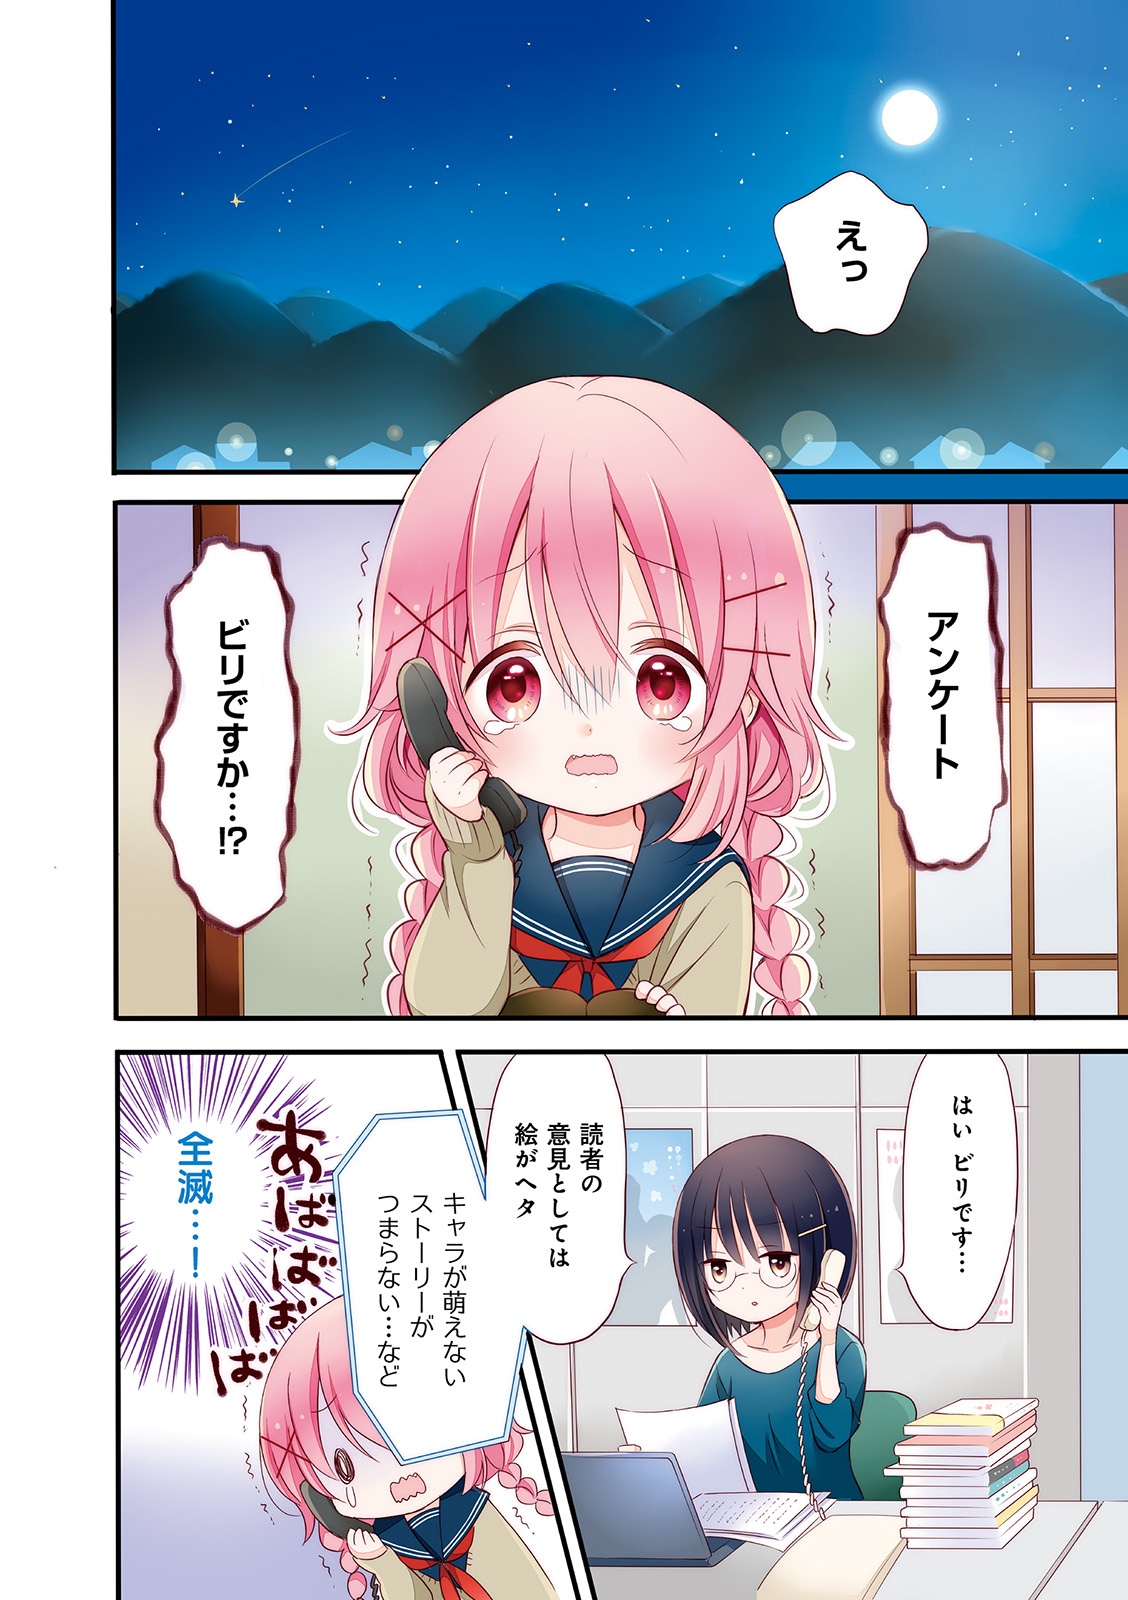 えっ
アンケート
ビリですか…!?
はい ビリです…
読者の
意見としては
絵がヘタ
キャラが萌えない
ストーリーが
つまらない…など
あばばばば
全滅…!